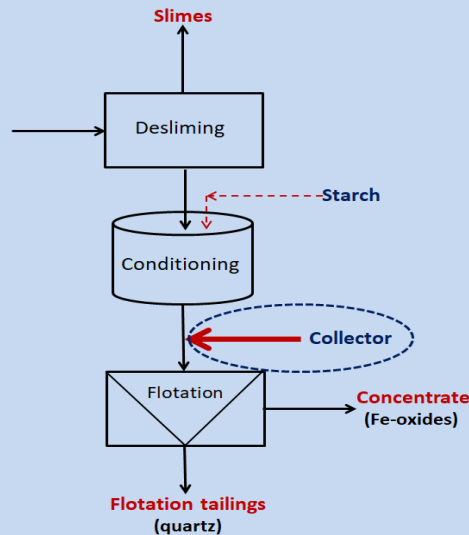 Slimes
Desliming
Starch
Conditioning
Collector
Flotation
Concentrate
(Fe-oxides)
Flotation tailings
(quartz)